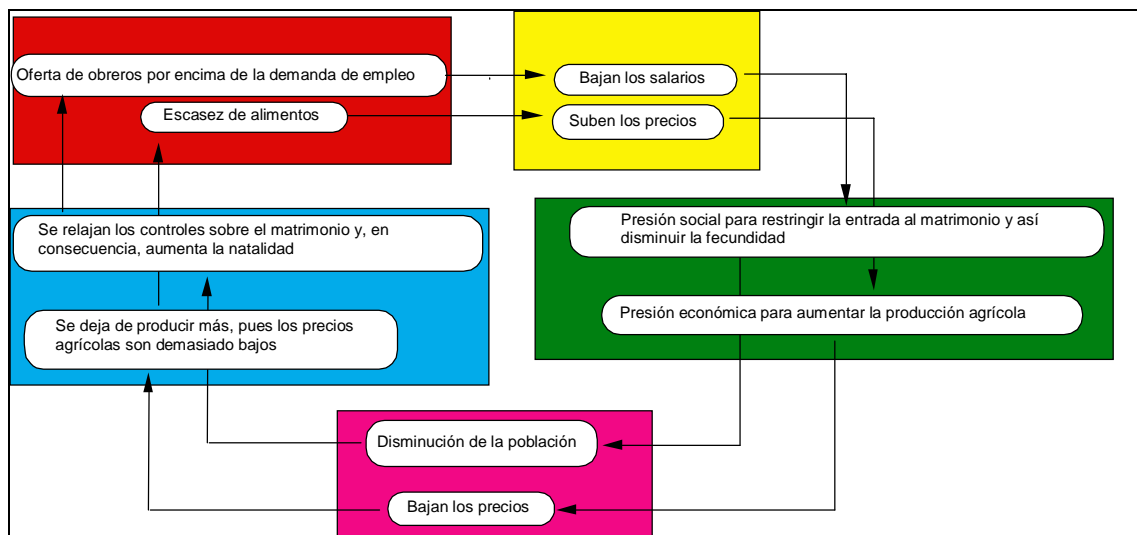 Oferta de obreros por encima de la demanda de empleo
Escasez de alimentos
Bajan los salarios
Suben los precios
Presión social para restringir la entrada al matrimonio y así
disminuir la fecundidad
Presión económica para aumentar la producción agrícola
Se relajan los controles sobre el matrimonio y, en
consecuencia, aumenta la natalidad
Se deja de producir más, pues los precios
agrícolas son demasiado bajos
Disminución de la población
Bajan los precios